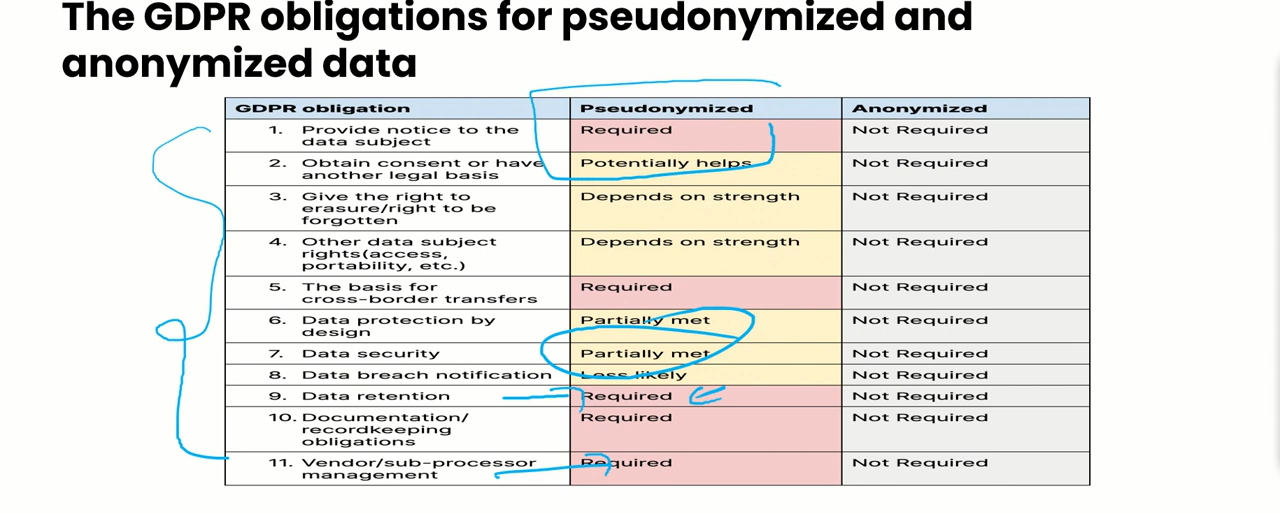 The GDPR obligations for pseudonymized and
anonymized data
GDPR obligation Pseudonymized Anonymized
1. Provide notice to the Required Not Required
data subject
2. Obtain consent or have Potentially helps Not Required
another legal basis
3. Give the right to Depends on strength Not Required
erasure/right to be
forgotten
4. Other data subject Depends on strength Not Required
rights(access,
portability, etc.)
5. The basis for Required Not Required
cross-border transfers
6. Data protection by Partially met Not Required
design
7. Data security Partially met Not Required
8. Data breach notification Less likely Not Required
9. Data retention Required Not Required
10. Documentation/ Required Not Required
recordkeeping
obligations
11. Vendor/sub-processor Required Not Required
management